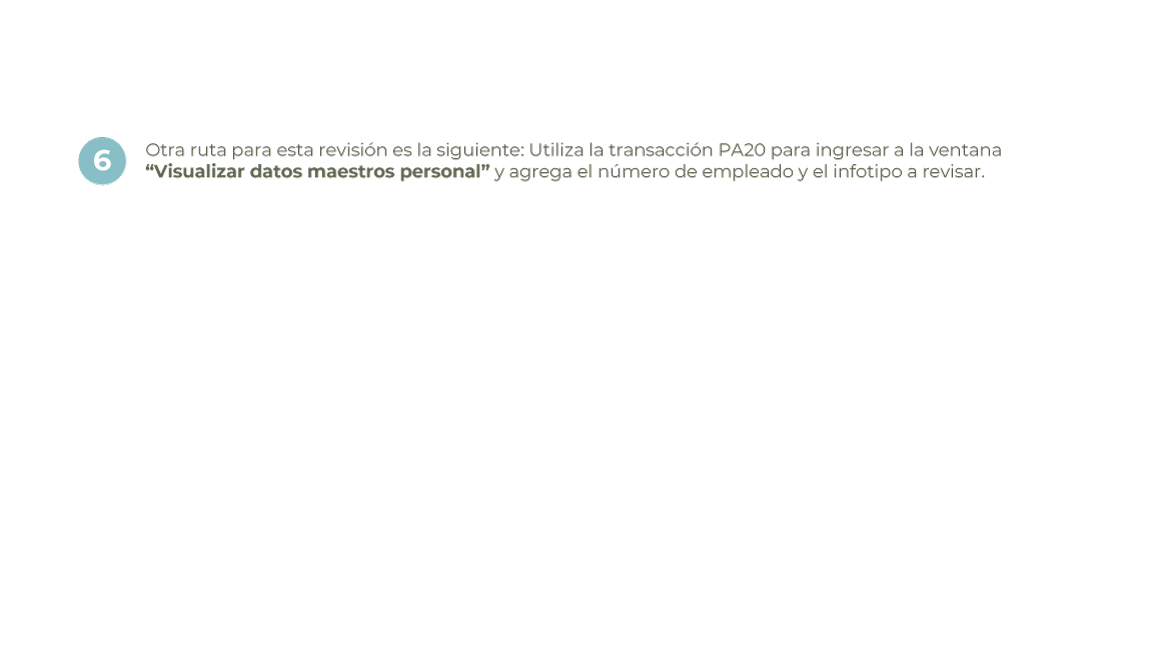 6
Otra ruta para esta revisión es la siguiente: Utiliza la transacción PA20 para ingresar a la ventana
“Visualizar datos maestros personal” y agrega el número de empleado y el infotipo a revisar.